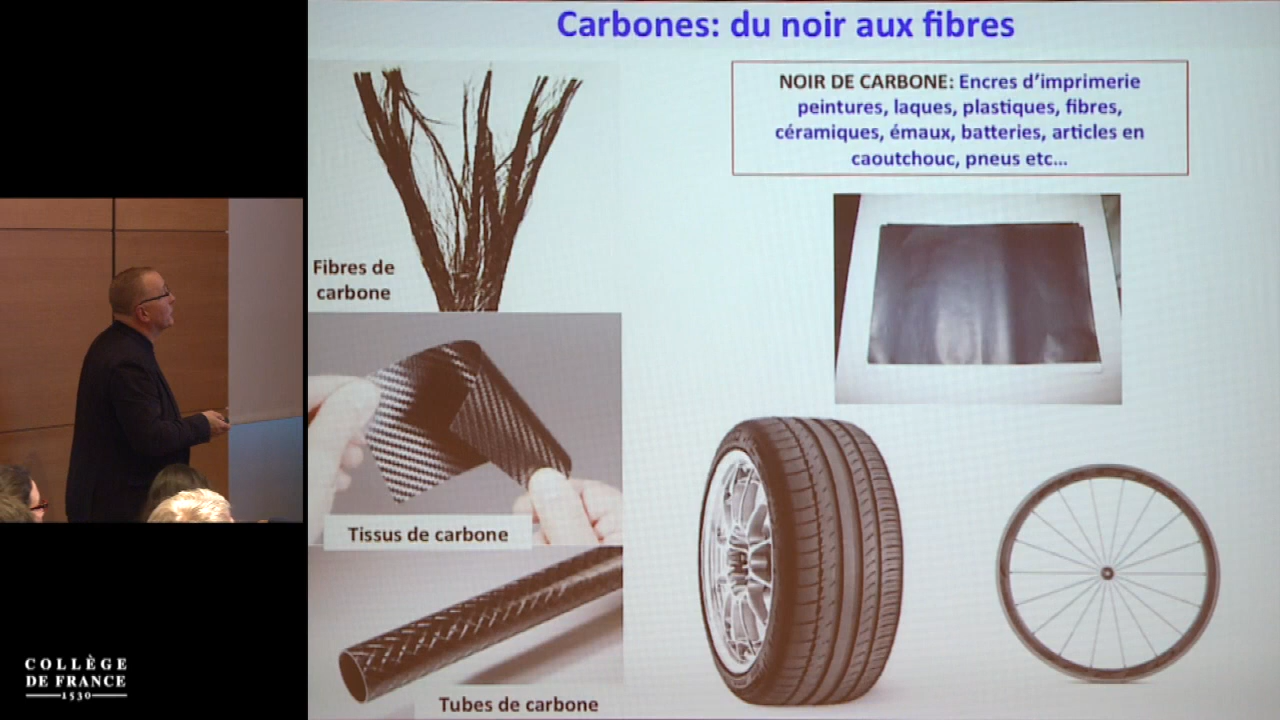 Carbones: du noir aux fibres
NOIR DE CARBONE: Encres d'imprimerie
peintures, laques, plastiques, fibres,
céramiques, émaux, batteries, articles en
caoutchouc, pneus etc...
Fibres de
carbone
Tissus de carbone
Tubes de carbone
COLLÈGE
DE FRANCE
1530